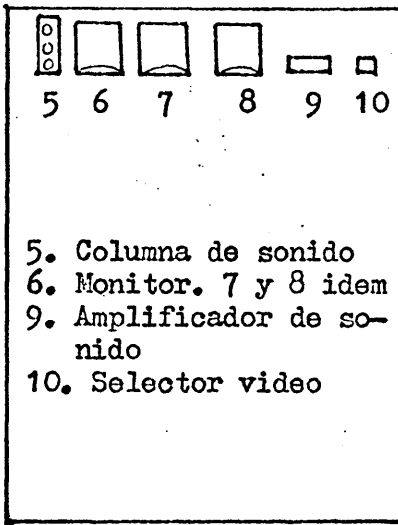 5 6 7 8 9 10
5. Columna de sonido
6. Monitor. 7 y 8 idem
9. Amplificador de so-
nido
10. Selector video